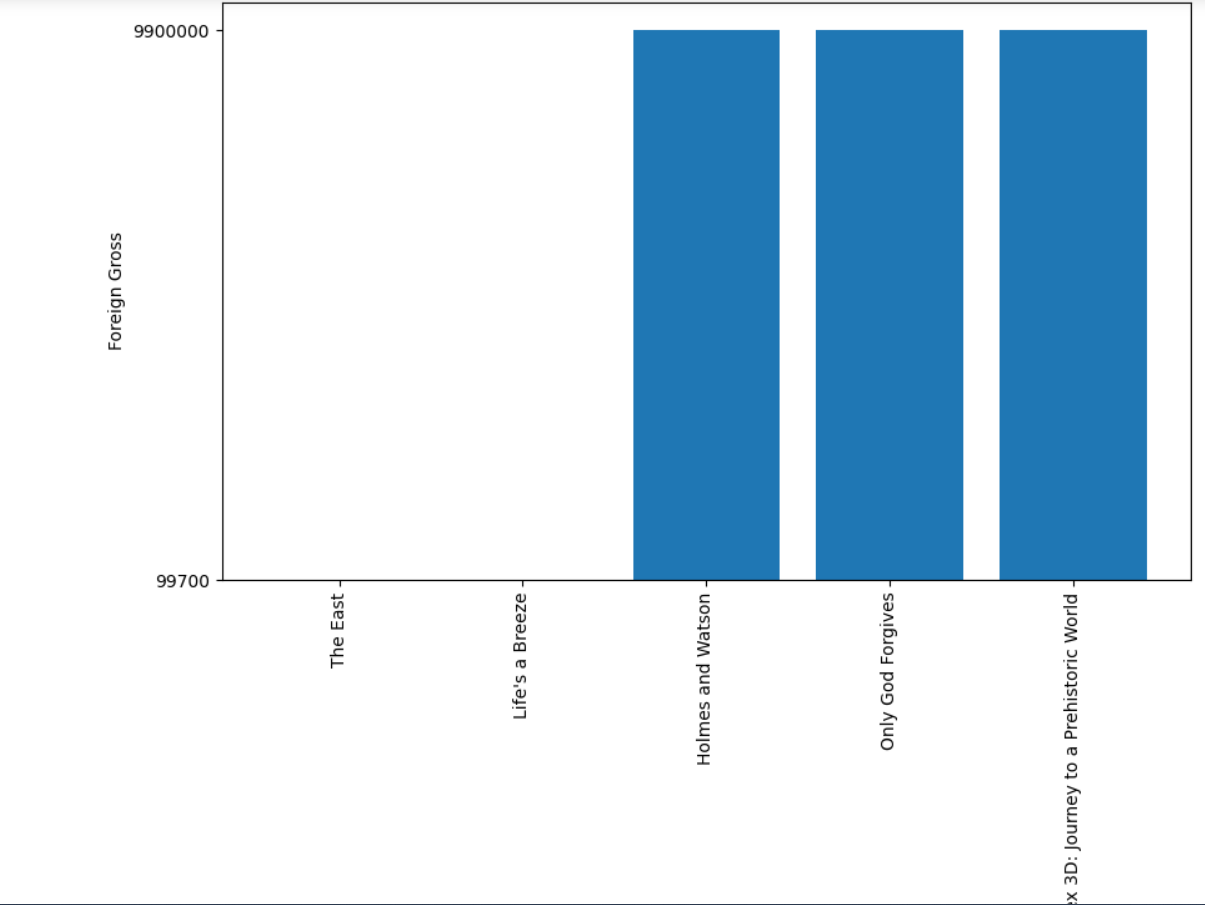 9900000
Foreign Gross
99700
The East
Life's a Breeze
Holmes and Watson
Only God Forgives
ex 3D: Journey to a Prehistoric World